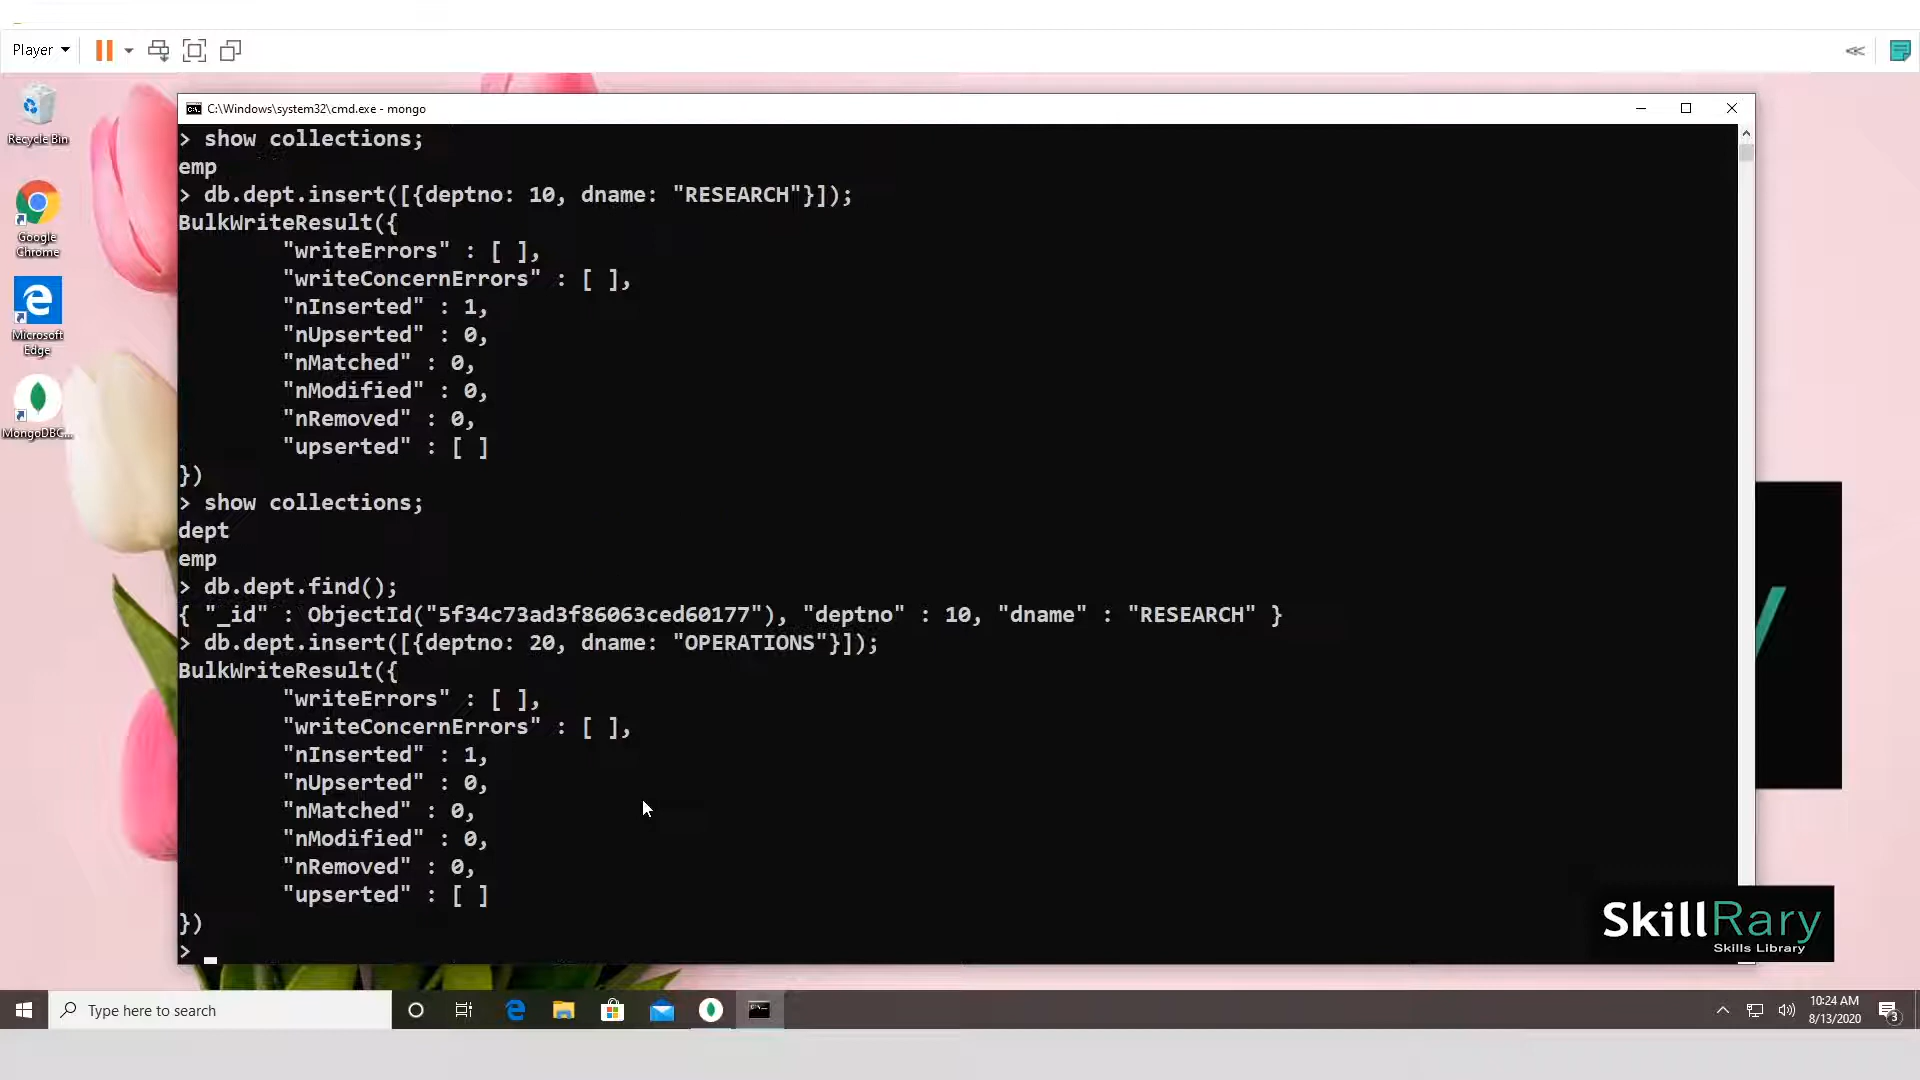 Player
C:\Windows\system32\cmd.exe - mongo
Recycle Bin
Google
Chrome
Microsoft
Edge
MongoDBC...
> show collections;
emp
> db.dept.insert([{deptno: 10, dname: "RESEARCH"}]);
BulkWriteResult({
"writeErrors" : [ ],
"writeConcernErrors" : [ ],
"nInserted" : 1,
"nUpserted" : 0,
"nMatched" : 0,
"nModified" : 0,
"nRemoved" : 0,
"upserted" : [ ]
})
> show collections;
dept
emp
> db.dept.find();
{ "_id" : ObjectId("5f34c73ad3f86063ced60177"), "deptno" : 10, "dname" : "RESEARCH" }
> db.dept.insert([{deptno: 20, dname: "OPERATIONS"}]);
BulkWriteResult({
"writeErrors" : [ ],
"writeConcernErrors" : [ ],
"nInserted" : 1,
"nUpserted" : 0,
"nMatched" : 0,
"nModified" : 0,
"nRemoved" : 0,
"upserted" : [ ]
})
>
SkillRary
Skills Library
Type here to search
10:24 AM
8/13/2020
3